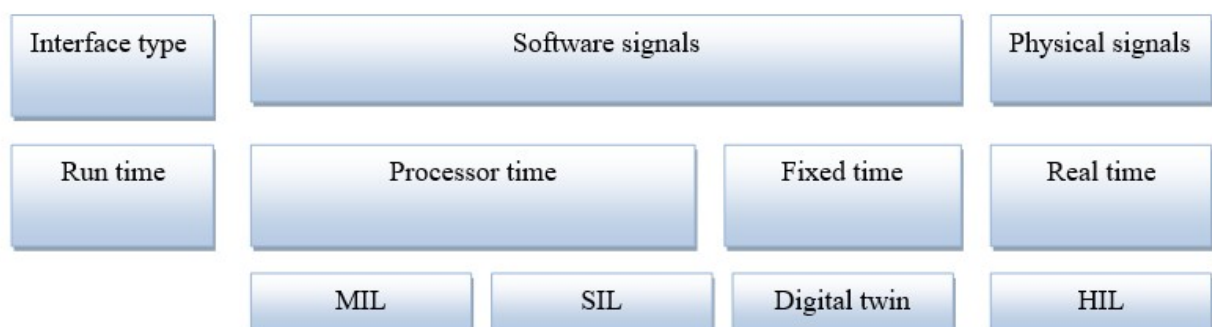 Interface type
Software signals
Physical signals
Run time
Processor time
Fixed time
Real time
MIL
SIL
Digital twin
HIL